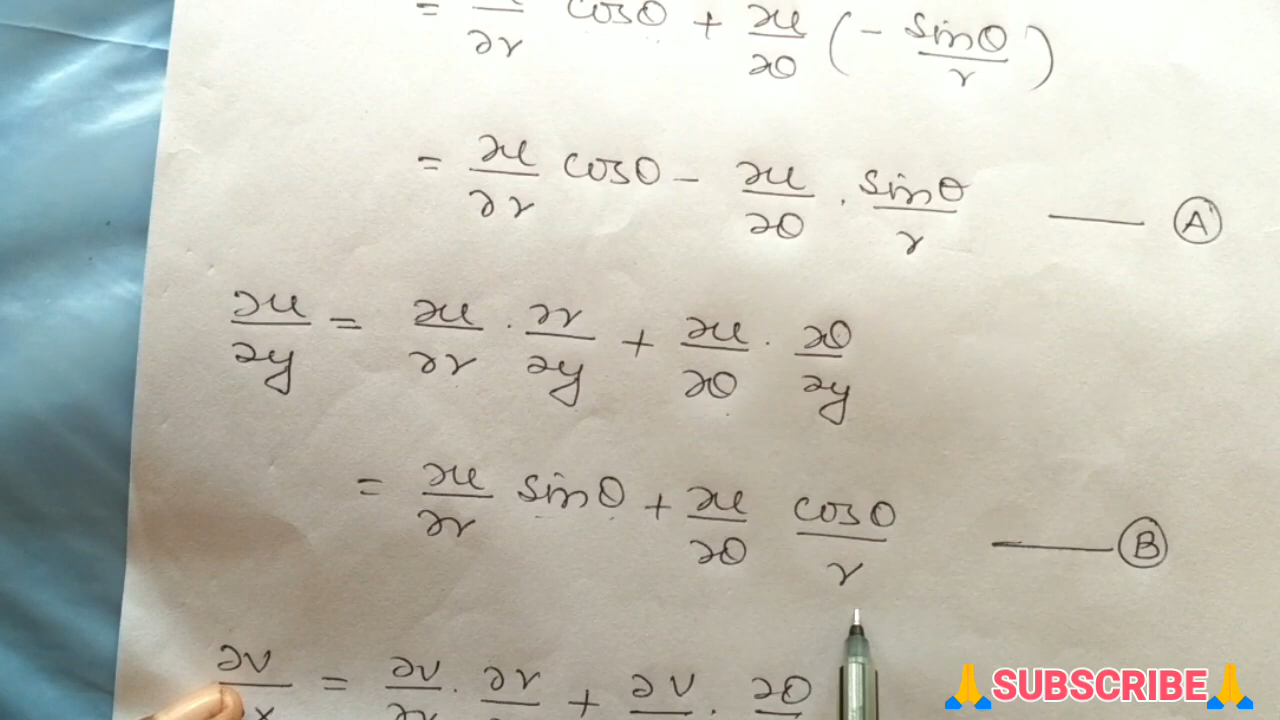 = ∂r cosθ + ∂u/∂θ (- sinθ/r)
= ∂u/∂r cosθ - ∂u/∂θ . sinθ/r —— Ⓐ
∂u/∂y = ∂u/∂r . ∂r/∂y + ∂u/∂θ . ∂θ/∂y
= ∂u/∂r sinθ + ∂u/∂θ cosθ/r —— Ⓑ
∂v/∂x = ∂v/∂r . ∂r + ∂v . ∂θ
🙏SUBSCRIBE🙏